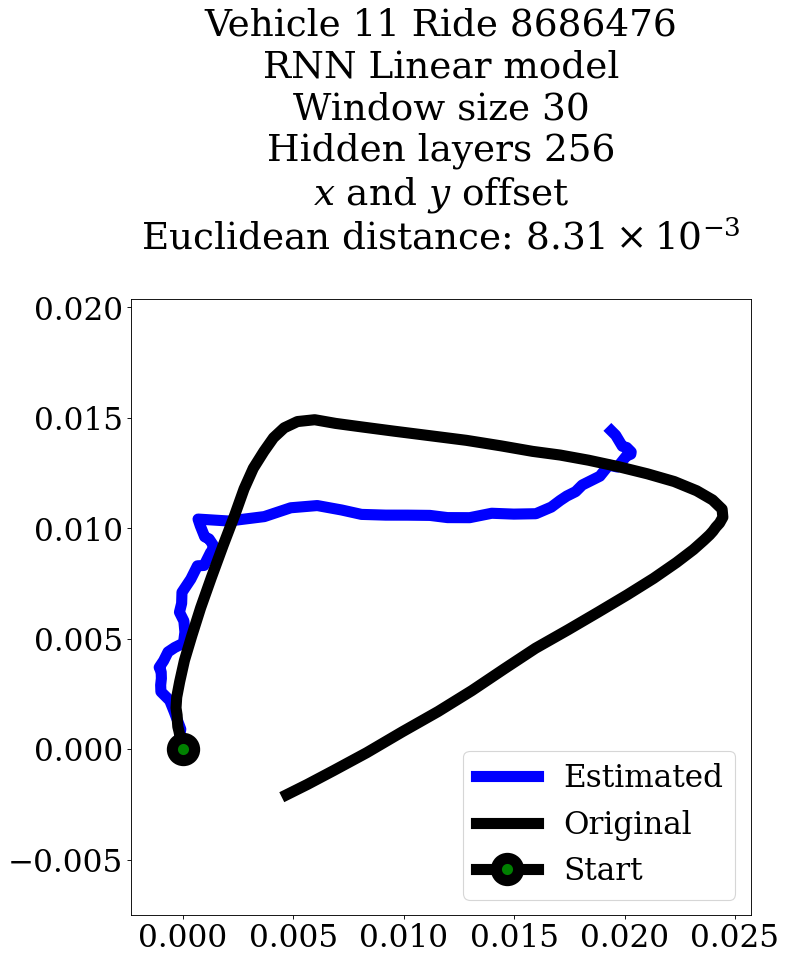 Vehicle 11 Ride 8686476
RNN Linear model
Window size 30
Hidden layers 256
x and y offset
Euclidean distance: 8.31 × 10⁻³
0.020
0.015
0.010
0.005
0.000
−0.005
Estimated
Original
Start
0.000 0.005 0.010 0.015 0.020 0.025